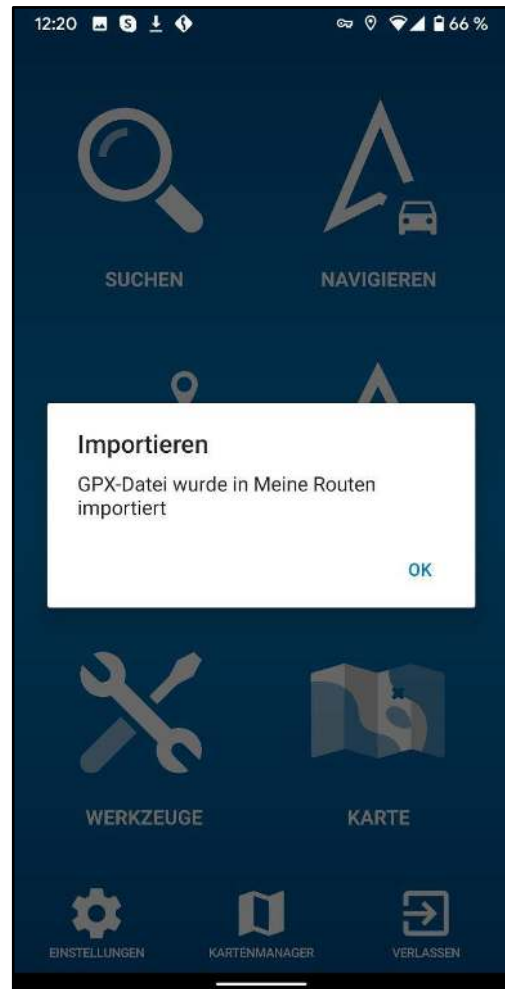 12:20 66 %
SUCHEN NAVIGIEREN
Importieren
GPX-Datei wurde in Meine Routen
importiert
OK
WERKZEUGE KARTE
EINSTELLUNGEN KARTENMANAGER VERLASSEN